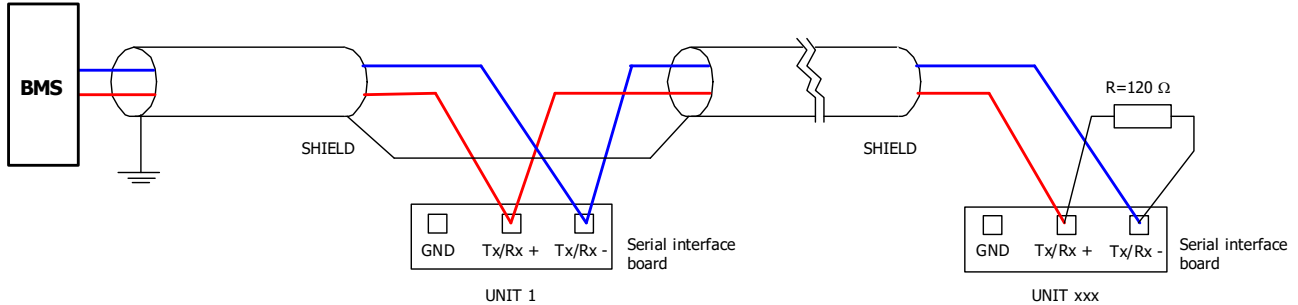 BMS
R=120 Ω
SHIELD
SHIELD
GND
Tx/Rx +
Tx/Rx -
Serial interface
board
GND
Tx/Rx +
Tx/Rx -
Serial interface
board
UNIT 1
UNIT xxx